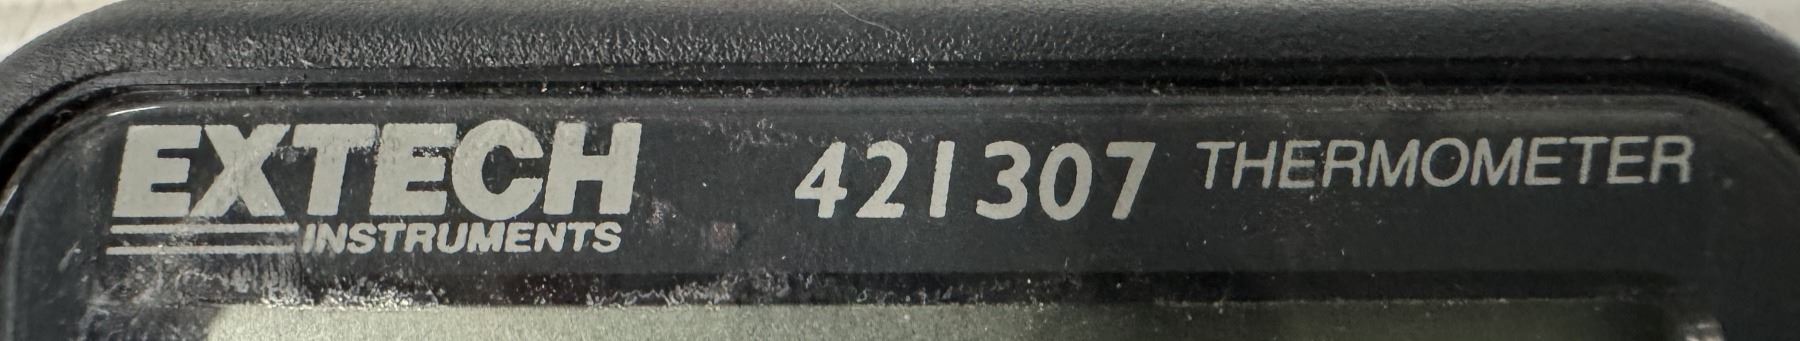 EXTECH 421307 THERMOMETER
INSTRUMENTS